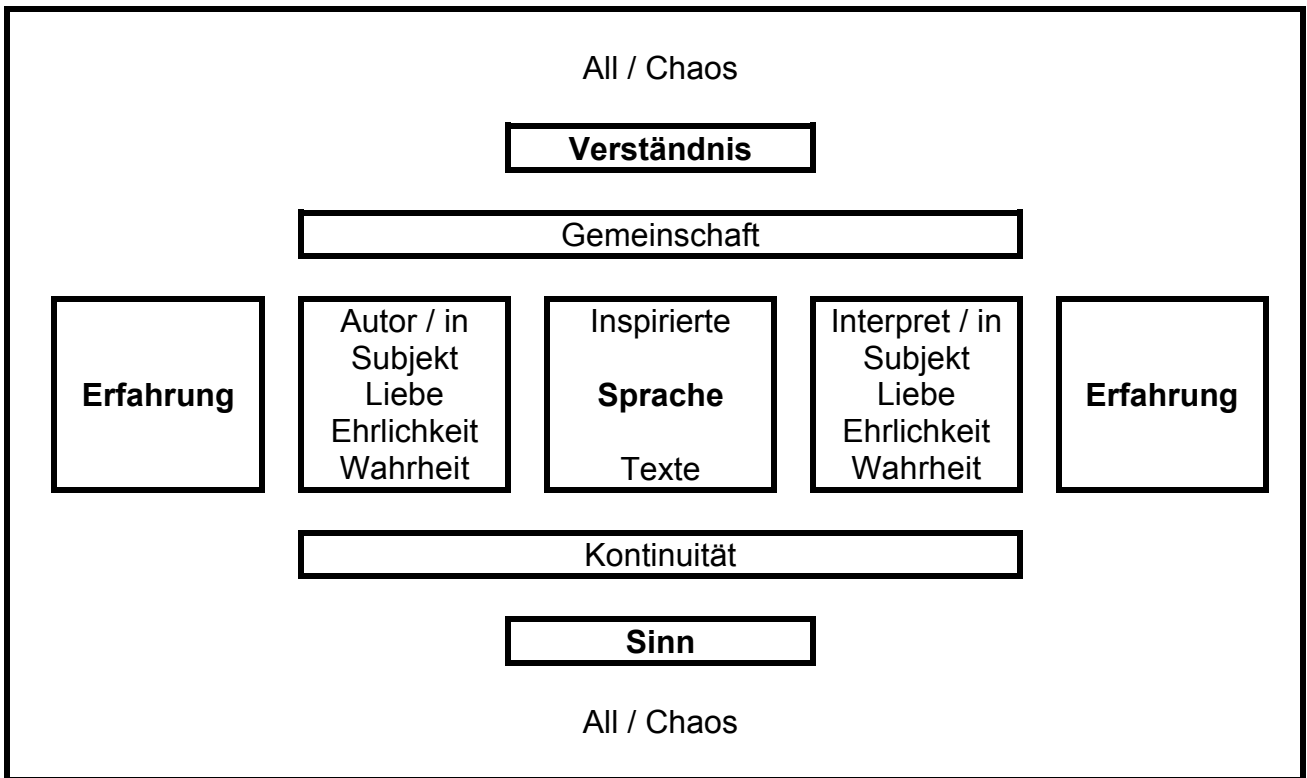 All / Chaos
Verständnis
Gemeinschaft
Erfahrung
Autor / in
Subjekt
Liebe
Ehrlichkeit
Wahrheit
Inspirierte
Sprache
Texte
Interpret / in
Subjekt
Liebe
Ehrlichkeit
Wahrheit
Erfahrung
Kontinuität
Sinn
All / Chaos